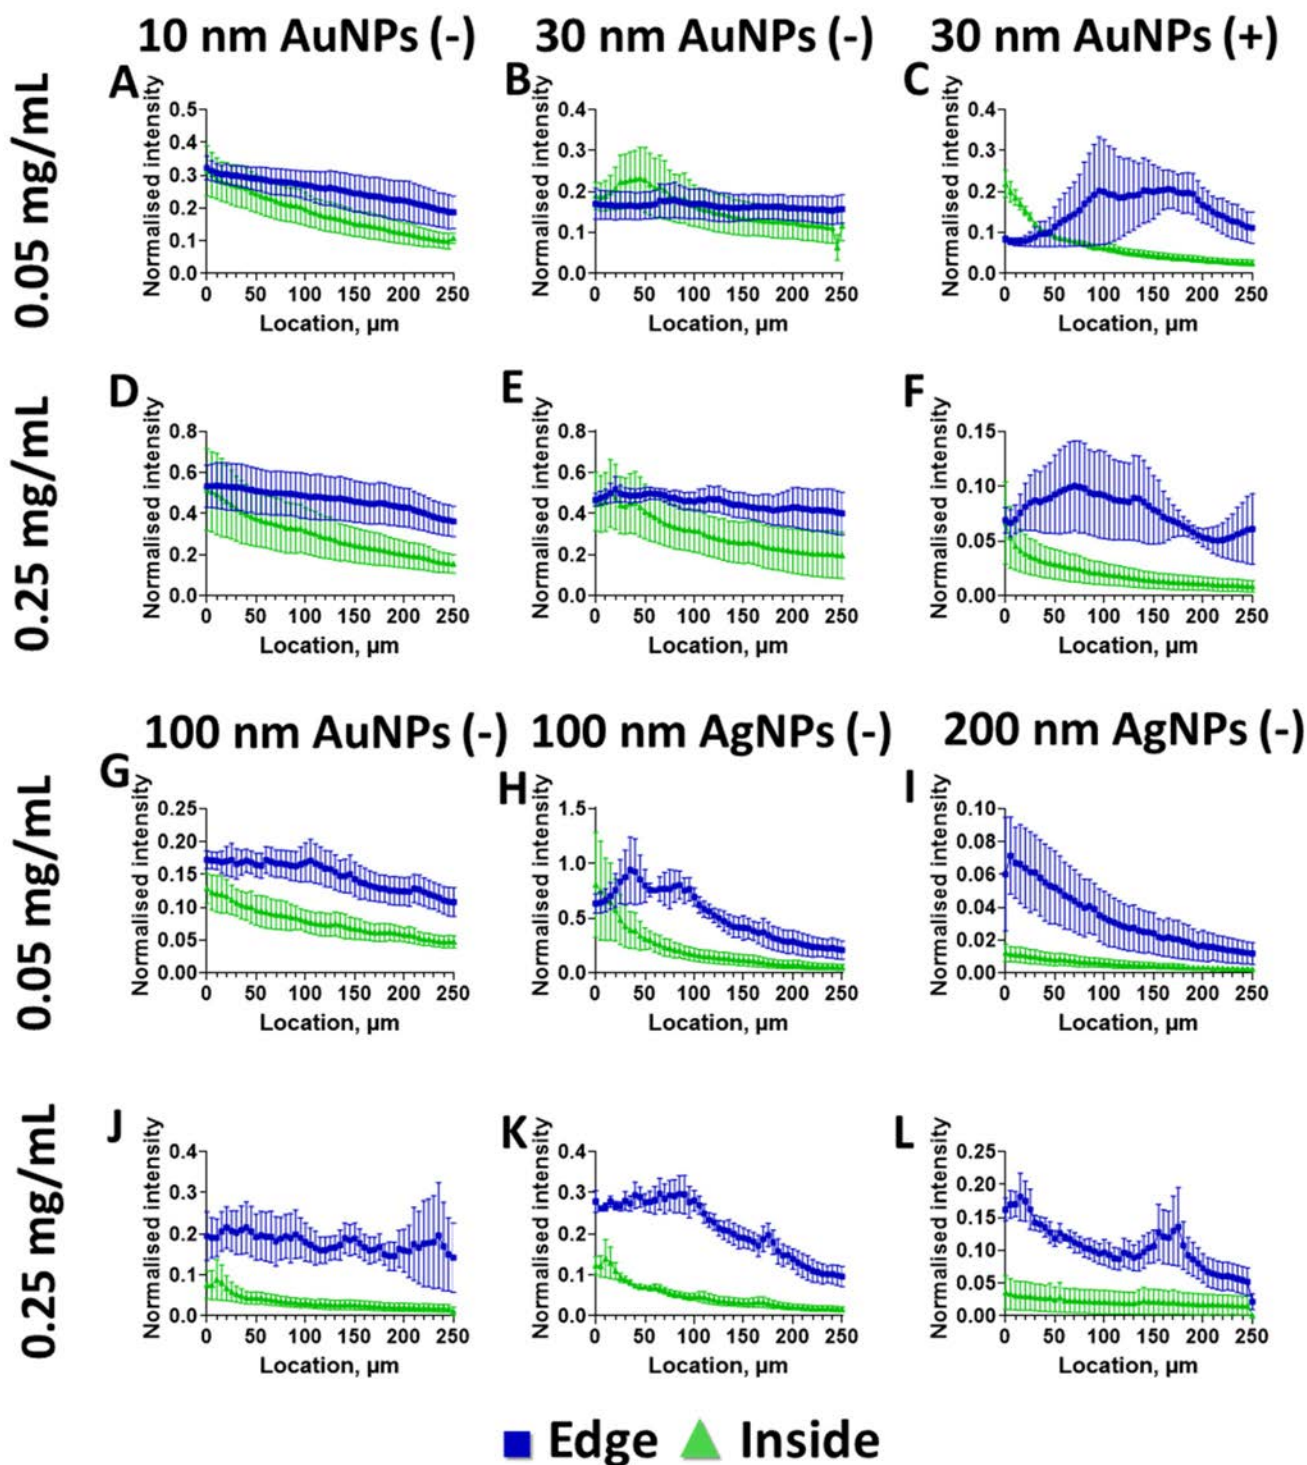 10 nm AuNPs (-) 30 nm AuNPs (-) 30 nm AuNPs (+)
0.05 mg/mL
A
Normalised intensity
0.5
0.4
0.3
0.2
0.1
0.0
0 50 100 150 200 250
Location, µm
B
Normalised intensity
0.4
0.3
0.2
0.1
0.0
0 50 100 150 200 250
Location, µm
C
Normalised intensity
0.4
0.3
0.2
0.1
0.0
0 50 100 150 200 250
Location, µm
0.25 mg/mL
D
Normalised intensity
0.8
0.6
0.4
0.2
0.0
0 50 100 150 200 250
Location, µm
E
Normalised intensity
0.8
0.6
0.4
0.2
0.0
0 50 100 150 200 250
Location, µm
F
Normalised intensity
0.15
0.10
0.05
0.00
0 50 100 150 200 250
Location, µm
100 nm AuNPs (-) 100 nm AgNPs (-) 200 nm AgNPs (-)
0.05 mg/mL
G
Normalised intensity
0.25
0.20
0.15
0.10
0.05
0.00
0 50 100 150 200 250
Location, µm
H
Normalised intensity
1.5
1.0
0.5
0.0
0 50 100 150 200 250
Location, µm
I
Normalised intensity
0.10
0.08
0.06
0.04
0.02
0.00
0 50 100 150 200 250
Location, µm
0.25 mg/mL
J
Normalised intensity
0.4
0.3
0.2
0.1
0.0
0 50 100 150 200 250
Location, µm
K
Normalised intensity
0.4
0.3
0.2
0.1
0.0
0 50 100 150 200 250
Location, µm
L
Normalised intensity
0.25
0.20
0.15
0.10
0.05
0.00
0 50 100 150 200 250
Location, µm
Edge Inside